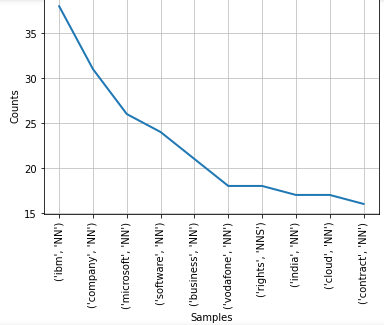 35
30
25
20
15
Counts
('ibm', 'NN')
('company', 'NN')
('microsoft', 'NN')
('software', 'NN')
('business', 'NN')
('vodafone', 'NN')
('rights', 'NNS')
('india', 'NN')
('cloud', 'NN')
('contract', 'NN')
Samples